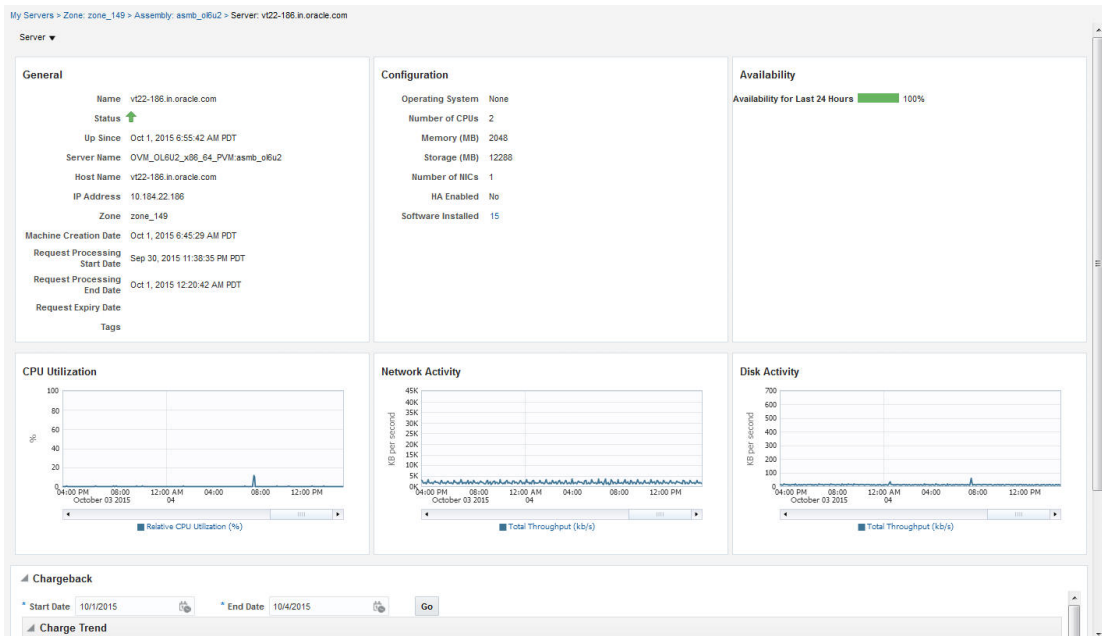 My Servers > Zone: zone_149 > Assembly: asmb_ol6u2 > Server: vt22-186.in.oracle.com
Server
General
Name vt22-186.in.oracle.com
Status
Up Since Oct 1, 2015 6:55:42 AM PDT
Server Name OVM_OL6U2_x86_64_PVM:asmb_ol6u2
Host Name vt22-186.in.oracle.com
IP Address 10.184.22.186
Zone zone_149
Machine Creation Date Oct 1, 2015 6:45:29 AM PDT
Request Processing
Start Date Sep 30, 2015 11:38:35 PM PDT
Request Processing
End Date Oct 1, 2015 12:20:42 AM PDT
Request Expiry Date
Tags
Configuration
Operating System None
Number of CPUs 2
Memory (MB) 2048
Storage (MB) 12288
Number of NICs 1
HA Enabled No
Software Installed 15
Availability
Availability for Last 24 Hours 100%
CPU Utilization
100
80
60
40
20
0
%
04:00 PM 08:00 12:00 AM 04:00 08:00 12:00 PM
October 03 2015 04
Relative CPU Utilization (%)
Network Activity
45K
40K
35K
30K
25K
20K
15K
10K
5K
0K
KB per second
04:00 PM 08:00 12:00 AM 04:00 08:00 12:00 PM
October 03 2015 04
Total Throughput (kb/s)
Disk Activity
700
600
500
400
300
200
100
0
KB per second
04:00 PM 08:00 12:00 AM 04:00 08:00 12:00 PM
October 03 2015 04
Total Throughput (kb/s)
Chargeback
* Start Date 10/1/2015 * End Date 10/4/2015 Go
Charge Trend